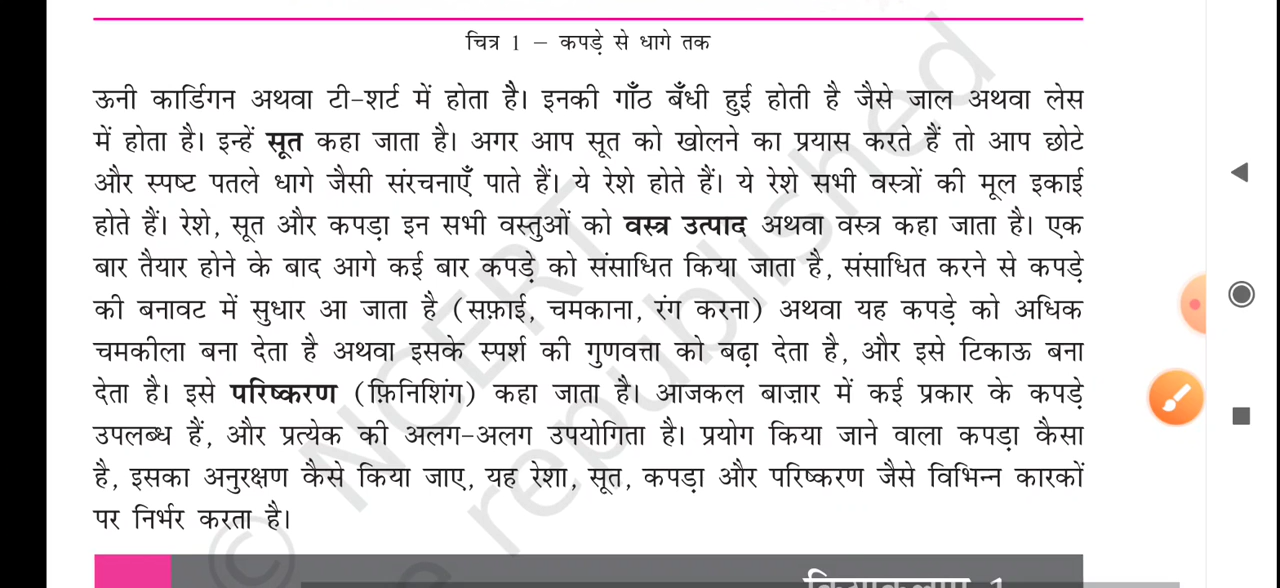 चित्र 1 – कपड़े से धागे तक
ऊनी कार्डिगन अथवा टी-शर्ट में होता है। इनकी गाँठ बँधी हुई होती है जैसे जाल अथवा लेस
में होता है। इन्हें सूत कहा जाता है। अगर आप सूत को खोलने का प्रयास करते हैं तो आप छोटे
और स्पष्ट पतले धागे जैसी संरचनाएँ पाते हैं। ये रेशे होते हैं। ये रेशे सभी वस्त्रों की मूल इकाई
होते हैं। रेशे, सूत और कपड़ा इन सभी वस्तुओं को वस्त्र उत्पाद अथवा वस्त्र कहा जाता है। एक
बार तैयार होने के बाद आगे कई बार कपड़े को संसाधित किया जाता है, संसाधित करने से कपड़े
की बनावट में सुधार आ जाता है (सफ़ाई, चमकाना, रंग करना) अथवा यह कपड़े को अधिक
चमकीला बना देता है अथवा इसके स्पर्श की गुणवत्ता को बढ़ा देता है, और इसे टिकाऊ बना
देता है। इसे परिष्करण (फ़िनिशिंग) कहा जाता है। आजकल बाज़ार में कई प्रकार के कपड़े
उपलब्ध हैं, और प्रत्येक की अलग-अलग उपयोगिता है। प्रयोग किया जाने वाला कपड़ा कैसा
है, इसका अनुरक्षण कैसे किया जाए, यह रेशा, सूत, कपड़ा और परिष्करण जैसे विभिन्न कारकों
पर निर्भर करता है।
© NCERT
republished